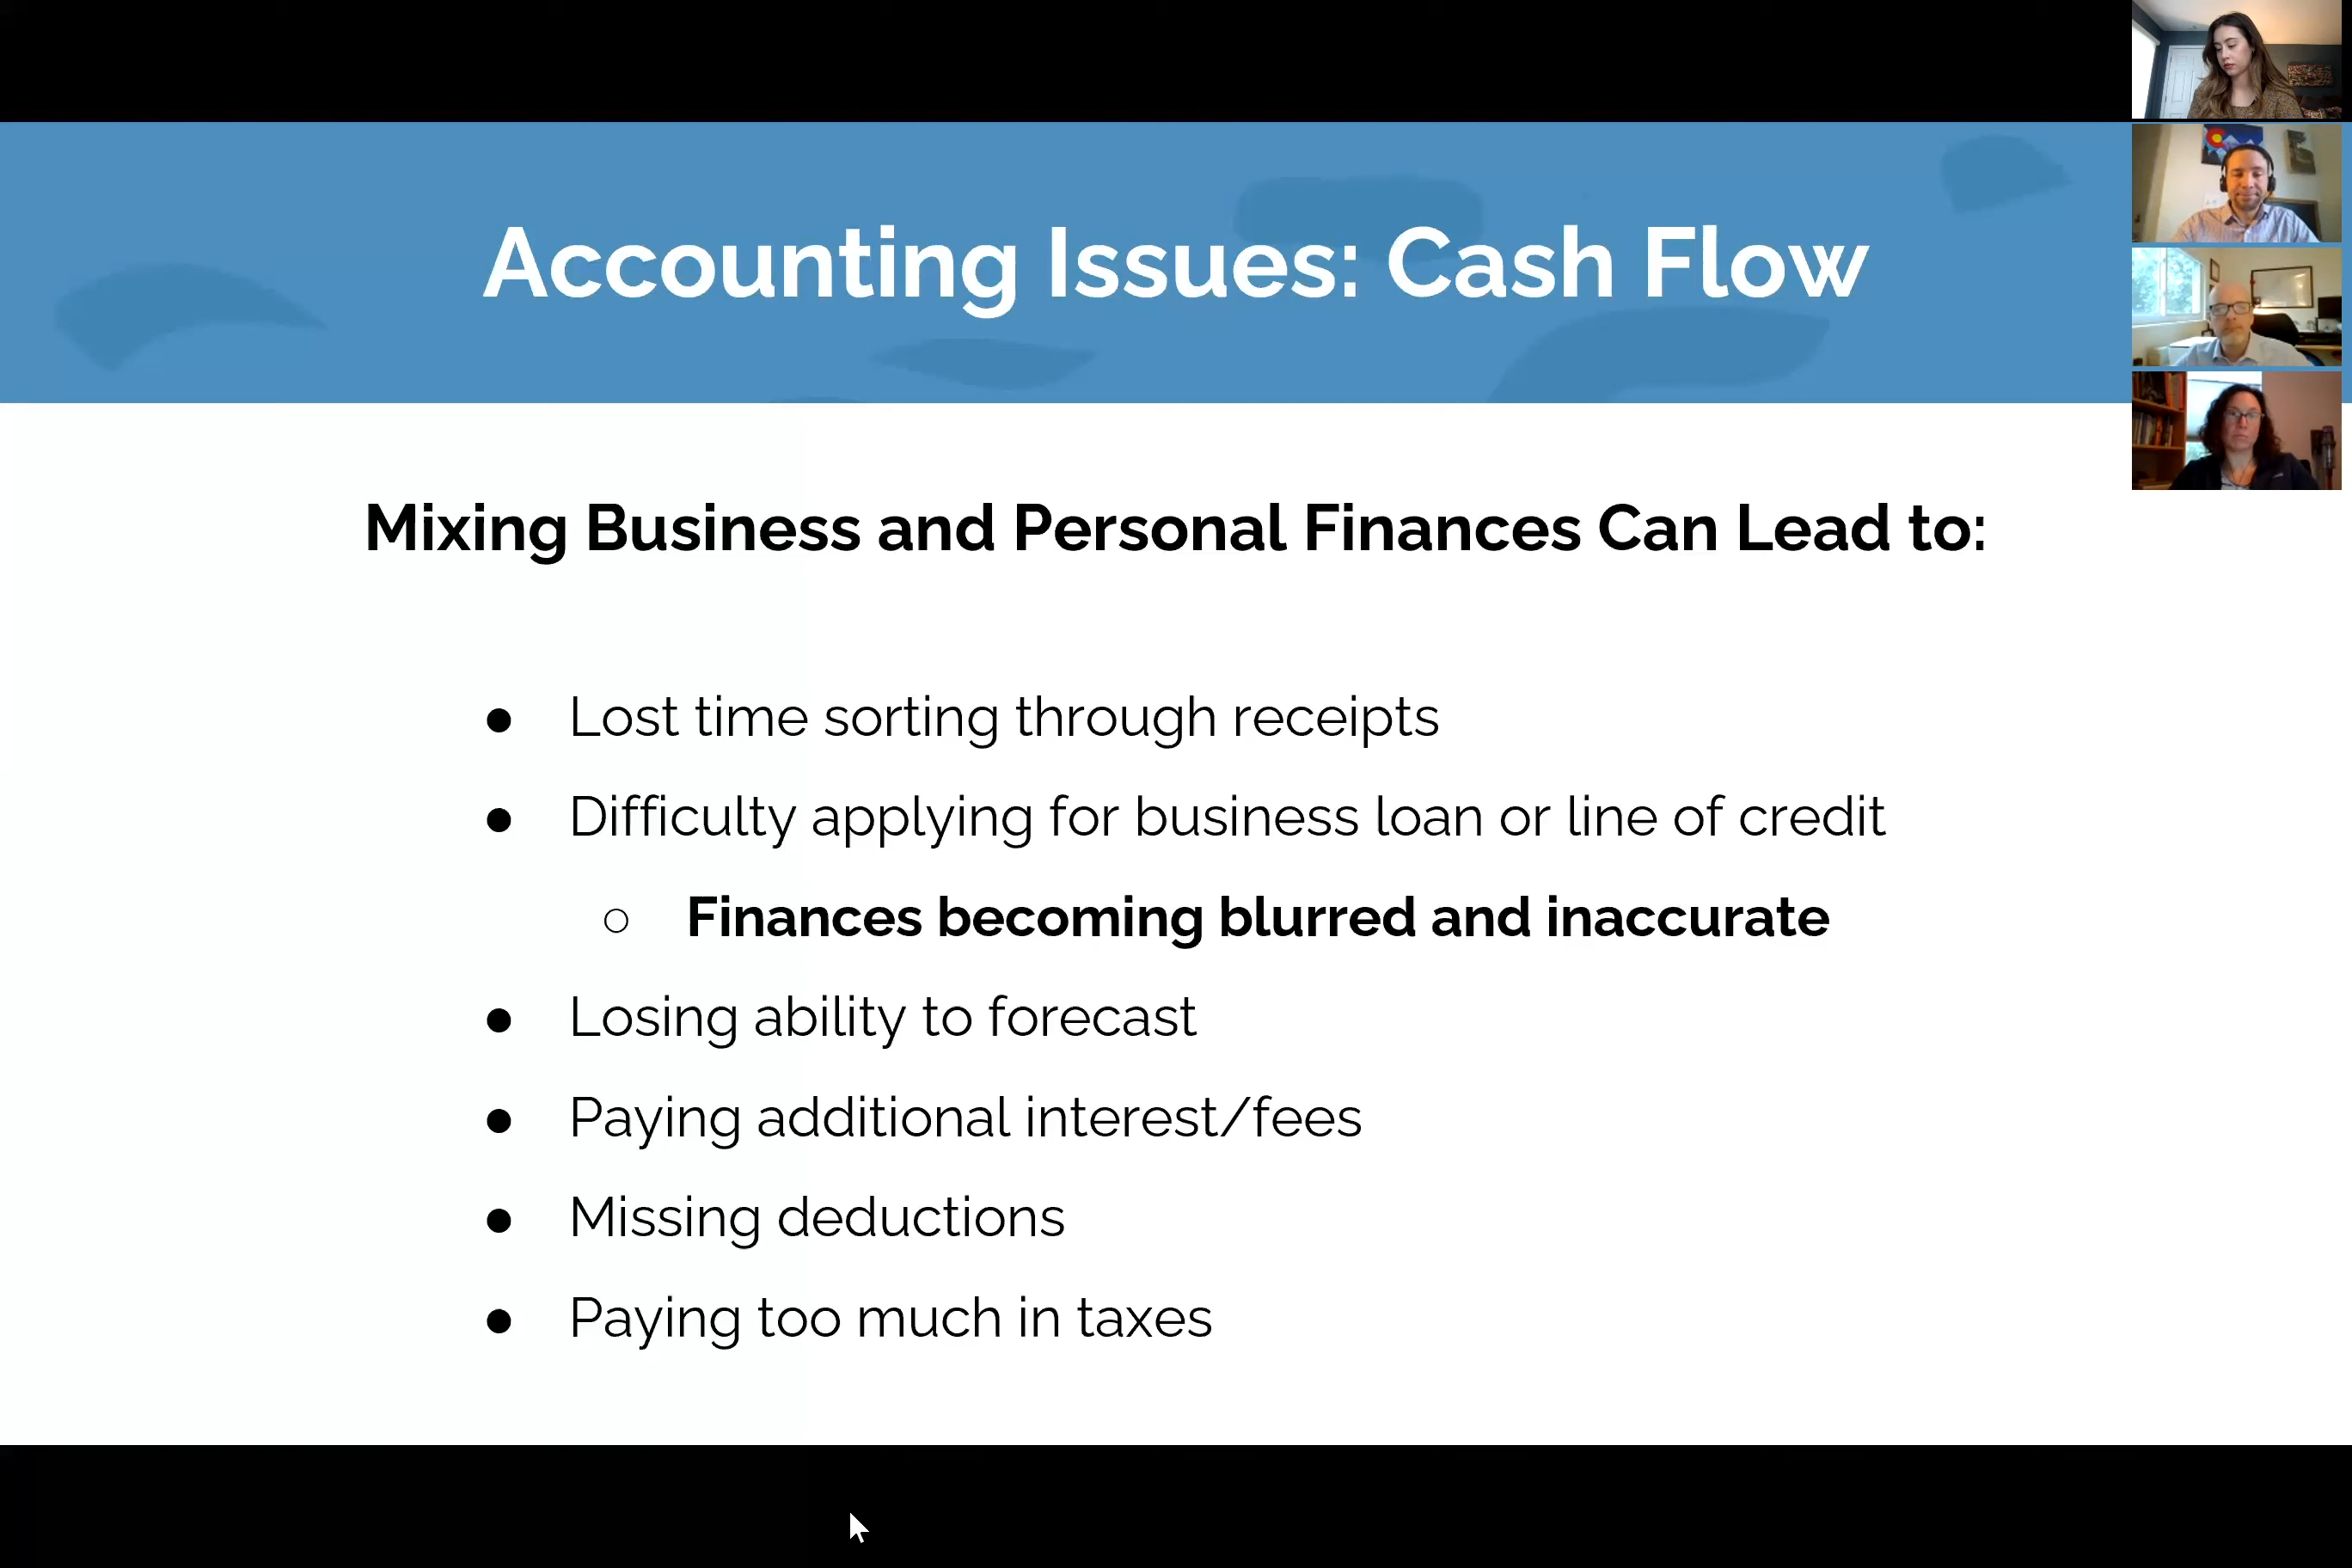 Accounting Issues: Cash Flow
Mixing Business and Personal Finances Can Lead to:
● Lost time sorting through receipts
● Difficulty applying for business loan or line of credit
○ Finances becoming blurred and inaccurate
● Losing ability to forecast
● Paying additional interest/fees
● Missing deductions
● Paying too much in taxes